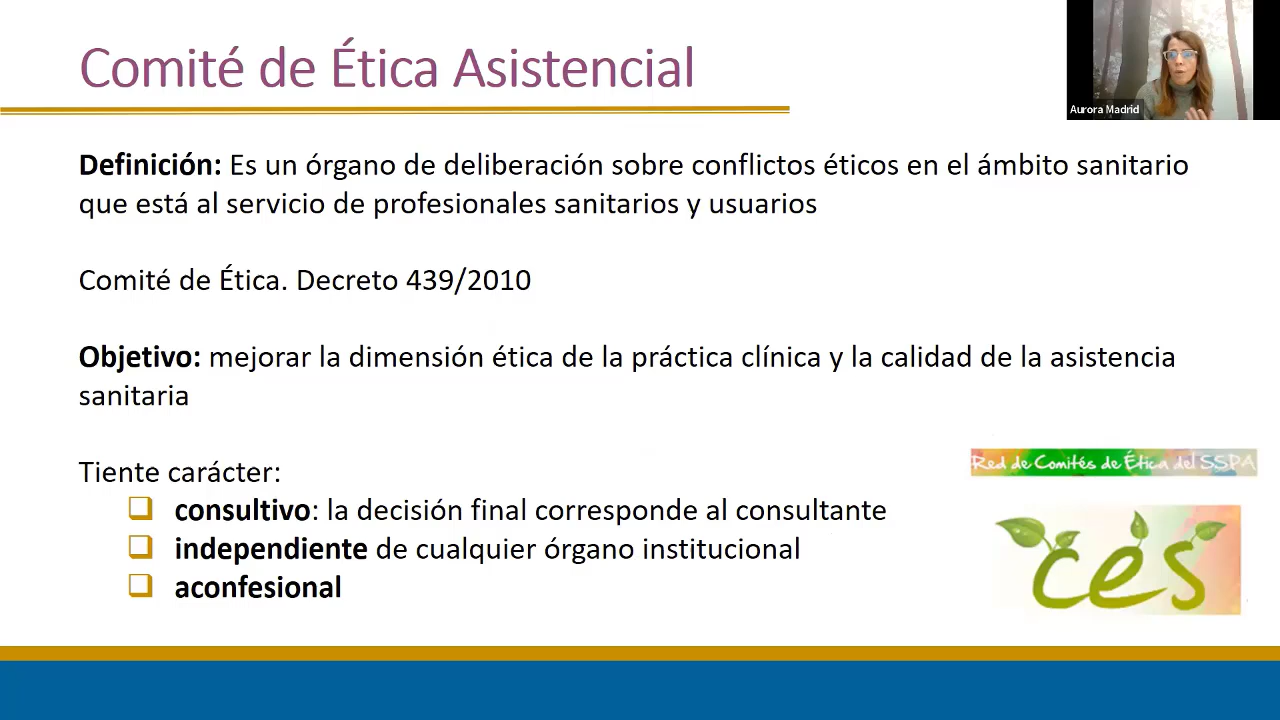 Comité de Ética Asistencial
Aurora Madrid
Definición: Es un órgano de deliberación sobre conflictos éticos en el ámbito sanitario
que está al servicio de profesionales sanitarios y usuarios
Comité de Ética. Decreto 439/2010
Objetivo: mejorar la dimensión ética de la práctica clínica y la calidad de la asistencia
sanitaria
Tiente carácter:
consultivo: la decisión final corresponde al consultante
independiente de cualquier órgano institucional
aconfesional
Red de Comités de Ética del SSPA
ces